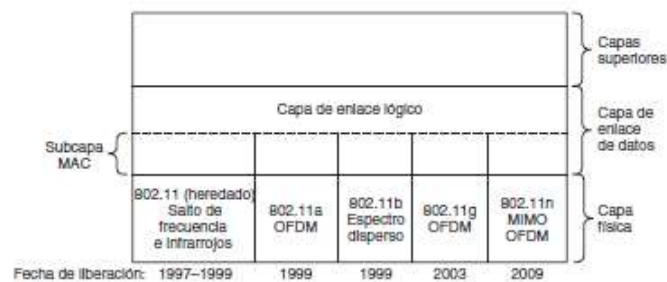 Capas
superiores
Capa de enlace lógico
Capa de
enlace
de datos
Subcapa
MAC
802.11 (heredado)
Salto de
frecuencia
e infrarrojos
802.11a
OFDM
802.11b
Espectro
disperso
802.11g
OFDM
802.11n
MIMO
OFDM
Capa
física
Fecha de liberación: 1997–1999 1999 1999 2003 2009